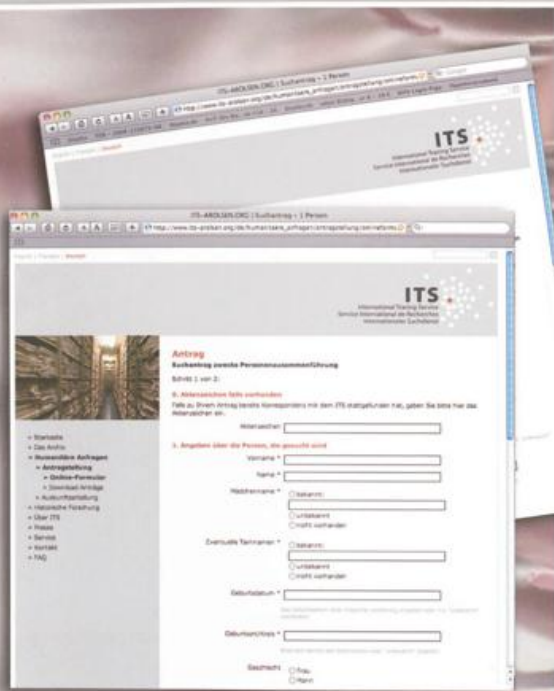 ITS-AROLSEN.ORG | Suchantrag - 1 Person
ITS
International Tracing Service
Service International de Recherches
Internationaler Suchdienst
ITS-AROLSEN.ORG | Suchantrag - 1 Person
English | Français | Deutsch
ITS
International Tracing Service
Service International de Recherches
Internationaler Suchdienst
Antrag
Suchantrag zwecks Personenzusammenführung
Schritt 1 von 2:
0. Aktenzeichen falls vorhanden
Falls zu Ihrem Antrag bereits Korrespondenz mit dem ITS stattgefunden hat, geben Sie bitte hier das
Aktenzeichen ein.
Aktenzeichen
1. Angaben über die Person, die gesucht wird
Vorname *
Name *
Mädchenname * bekannt:
unbekannt
nicht vorhanden
Eventuelle Tarnnamen * bekannt:
unbekannt
nicht vorhanden
Geburtsdatum *
Geburtsort/Kreis *
Geschlecht Frau
Mann
» Startseite
» Das Archiv
» Humanitäre Anfragen
» Antragstellung
» Online-Formular
» Download Anträge
» Auskunftserteilung
» Historische Forschung
» Über ITS
» Presse
» Service
» Kontakt
» FAQ